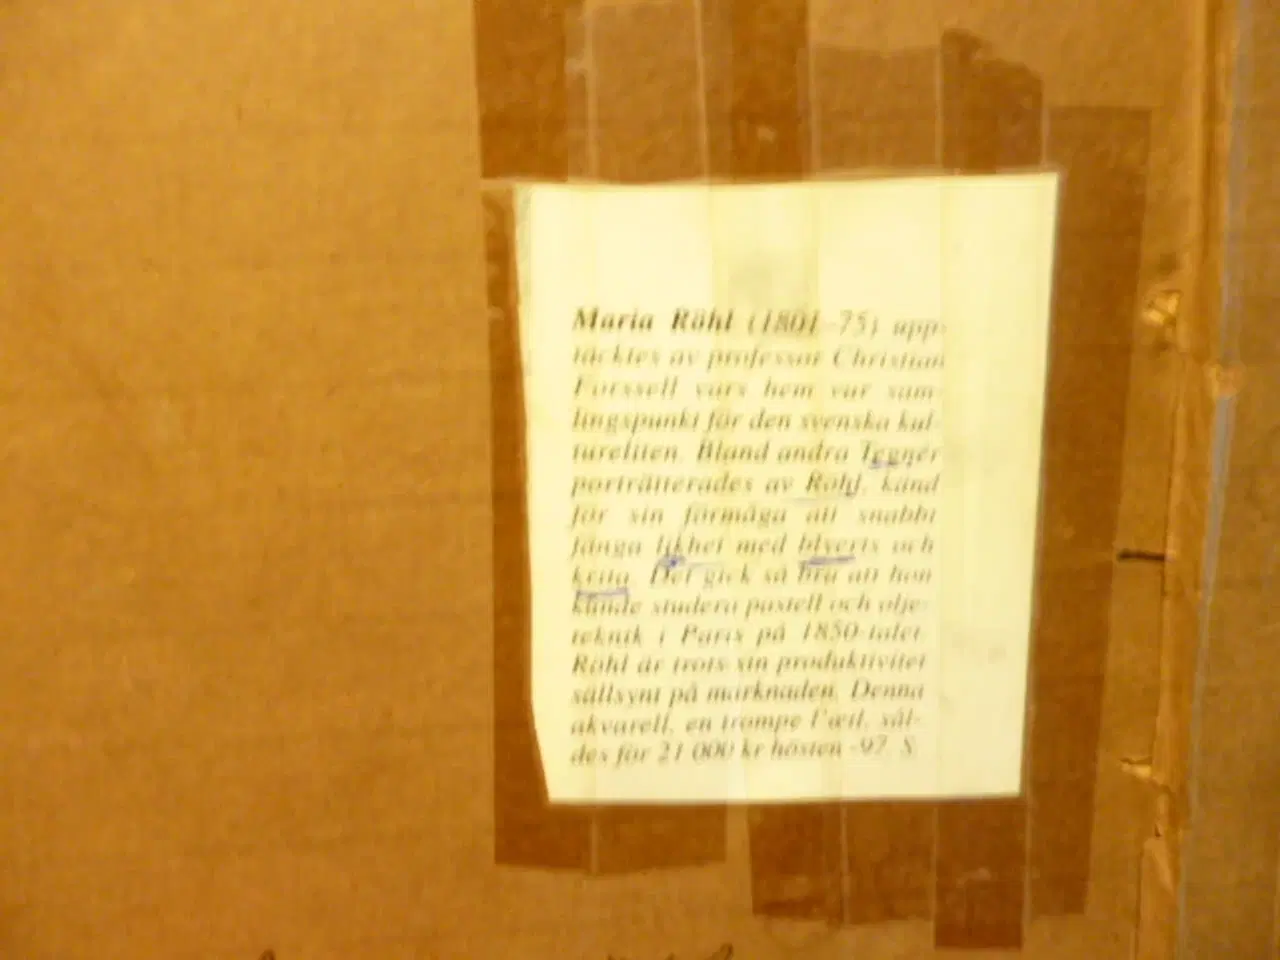 Maria Röhl (1801-75) upp-
täcktes av professor Christian
Forssell vars hem var sam-
lingspunkt för den svenska kul-
tureliten. Bland andra Tegnér
porträtterades av Röhl, känd
för sin förmåga att snabbt
fånga likhet med blyerts och
krita. Det gick så bra att hon
kunde studera pastell och olje-
teknik i Paris på 1850-talet.
Röhl är trots sin produktivitet
sällsynt på marknaden. Denna
akvarell, en trompe l'œil, sål-
des för 21 000 kr hösten -97. S.